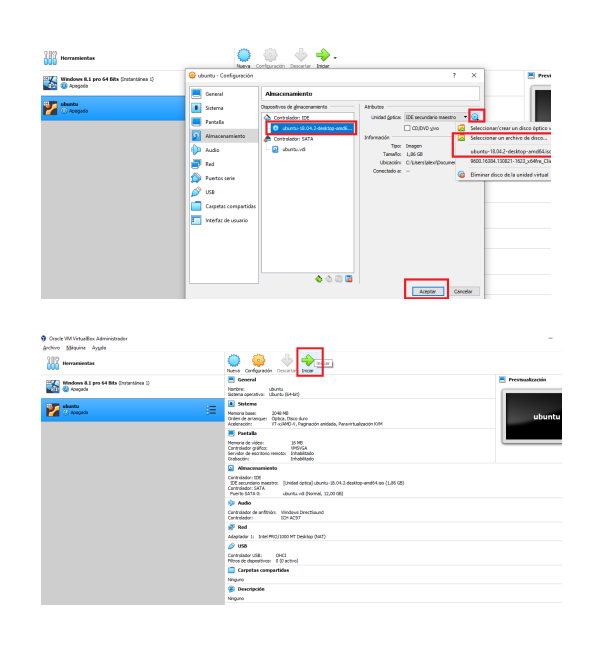 Herramientas
Nueva Configuración Descartar Iniciar
Windows 8.1 pro 64 Bits (Instantánea 1)
Apagada
ubuntu
Apagada
Previ
ubuntu - Configuración ? ×
General
Sistema
Pantalla
Almacenamiento
Audio
Red
Puertos serie
USB
Carpetas compartidas
Interfaz de usuario
Almacenamiento
Dispositivos de almacenamiento
Controlador: IDE
ubuntu-18.04.2-desktop-amd6...
Controlador: SATA
ubuntu.vdi
Atributos
Unidad óptica: IDE secundario maestro
CD/DVD vivo
Información
Tipo: Imagen
Tamaño: 1,86 GB
Ubicación: C:\Users\alexi\Docume
Conectado a: --
Seleccionar/crear un disco óptico v
Seleccionar un archivo de disco...
ubuntu-18.04.2-desktop-amd64.iso
Eliminar disco de la unidad virtual
Aceptar Cancelar
Oracle VM VirtualBox Administrador
Archivo Máquina Ayuda
Herramientas
Nueva Configuración Descartar Iniciar
Iniciar
Windows 8.1 pro 64 Bits (Instantánea 1)
Apagada
ubuntu
Apagada
General
Nombre: ubuntu
Sistema operativo: Ubuntu (64-bit)
Sistema
Memoria base: 2048 MB
Orden de arranque: Óptica, Disco duro
Aceleración: VT-x/AMD-V, Paginación anidada, Paravirtualización KVM
Pantalla
Memoria de vídeo: 16 MB
Controlador gráfico: VMSVGA
Servidor de escritorio remoto: Inhabilitado
Grabación: Inhabilitado
Almacenamiento
Controlador: IDE
IDE secundario maestro: [Unidad óptica] ubuntu-18.04.2-desktop-amd64.iso (1,86 GB)
Controlador: SATA
Puerto SATA 0: ubuntu.vdi (Normal, 12,00 GB)
Audio
Controlador de anfitrión: Windows DirectSound
Controlador: ICH AC97
Red
Adaptador 1: Intel PRO/1000 MT Desktop (NAT)
USB
Controlador USB: OHCI
Filtros de dispositivos: 0 (0 activo)
Carpetas compartidas
Ninguno
Descripción
Ninguno
Previsualización
ubuntu